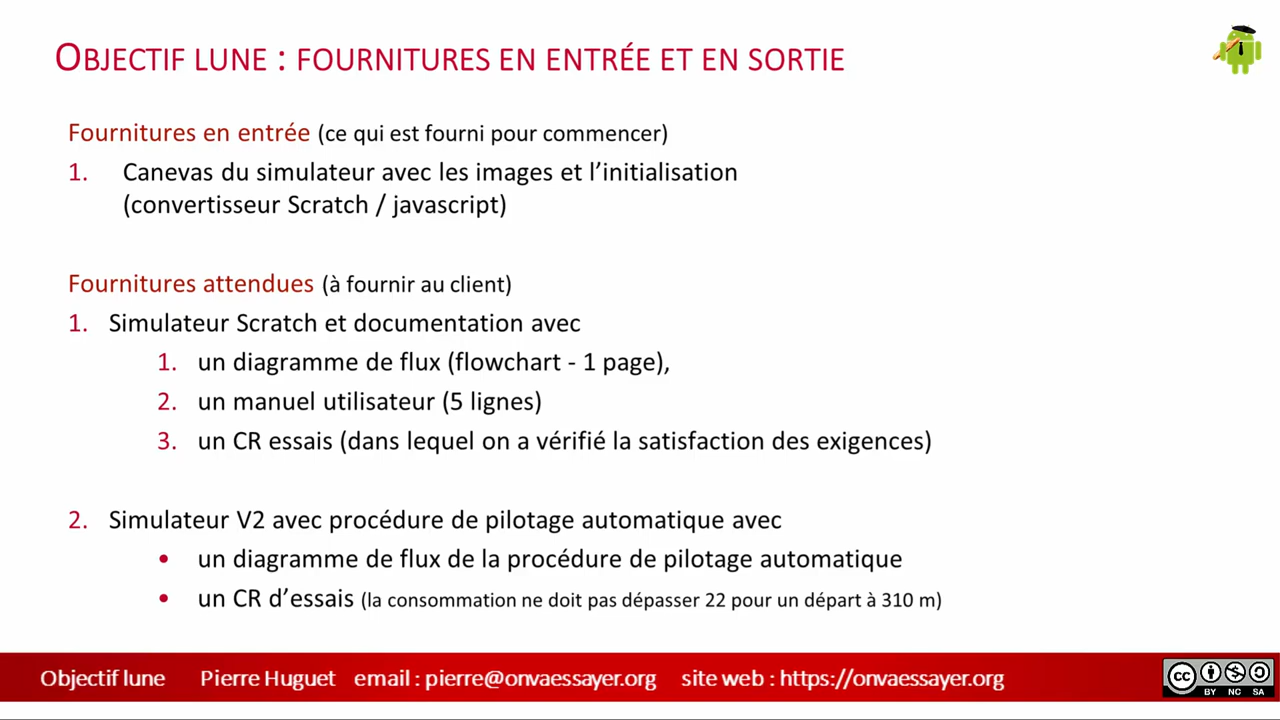 OBJECTIF LUNE : FOURNITURES EN ENTRÉE ET EN SORTIE
Fournitures en entrée (ce qui est fourni pour commencer)
1. Canevas du simulateur avec les images et l’initialisation
(convertisseur Scratch / javascript)
Fournitures attendues (à fournir au client)
1. Simulateur Scratch et documentation avec
1. un diagramme de flux (flowchart - 1 page),
2. un manuel utilisateur (5 lignes)
3. un CR essais (dans lequel on a vérifié la satisfaction des exigences)
2. Simulateur V2 avec procédure de pilotage automatique avec
• un diagramme de flux de la procédure de pilotage automatique
• un CR d’essais (la consommation ne doit pas dépasser 22 pour un départ à 310 m)
Objectif lune Pierre Huguet email : pierre@onvaessayer.org site web : https://onvaessayer.org
cc BY NC SA